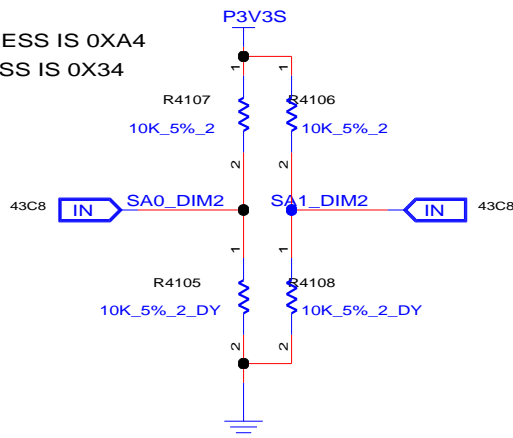 P3V3S
ESS IS 0XA4
SS IS 0X34
1 1
R4107 R4106
10K_5%_2 10K_5%_2
2 2
43C8 IN SA0_DIM2 SA1_DIM2 IN 43C8
1 1
R4105 R4108
10K_5%_2_DY 10K_5%_2_DY
2 2